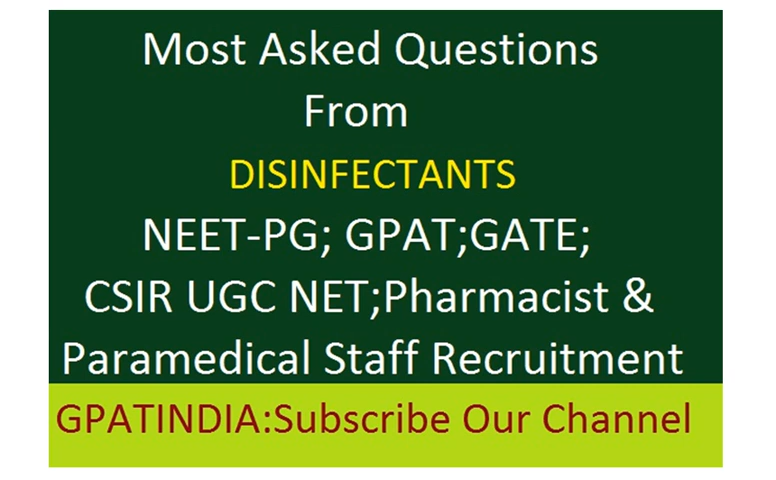 Most Asked Questions
From
DISINFECTANTS
NEET-PG; GPAT;GATE;
CSIR UGC NET;Pharmacist &
Paramedical Staff Recruitment
GPATINDIA:Subscribe Our Channel